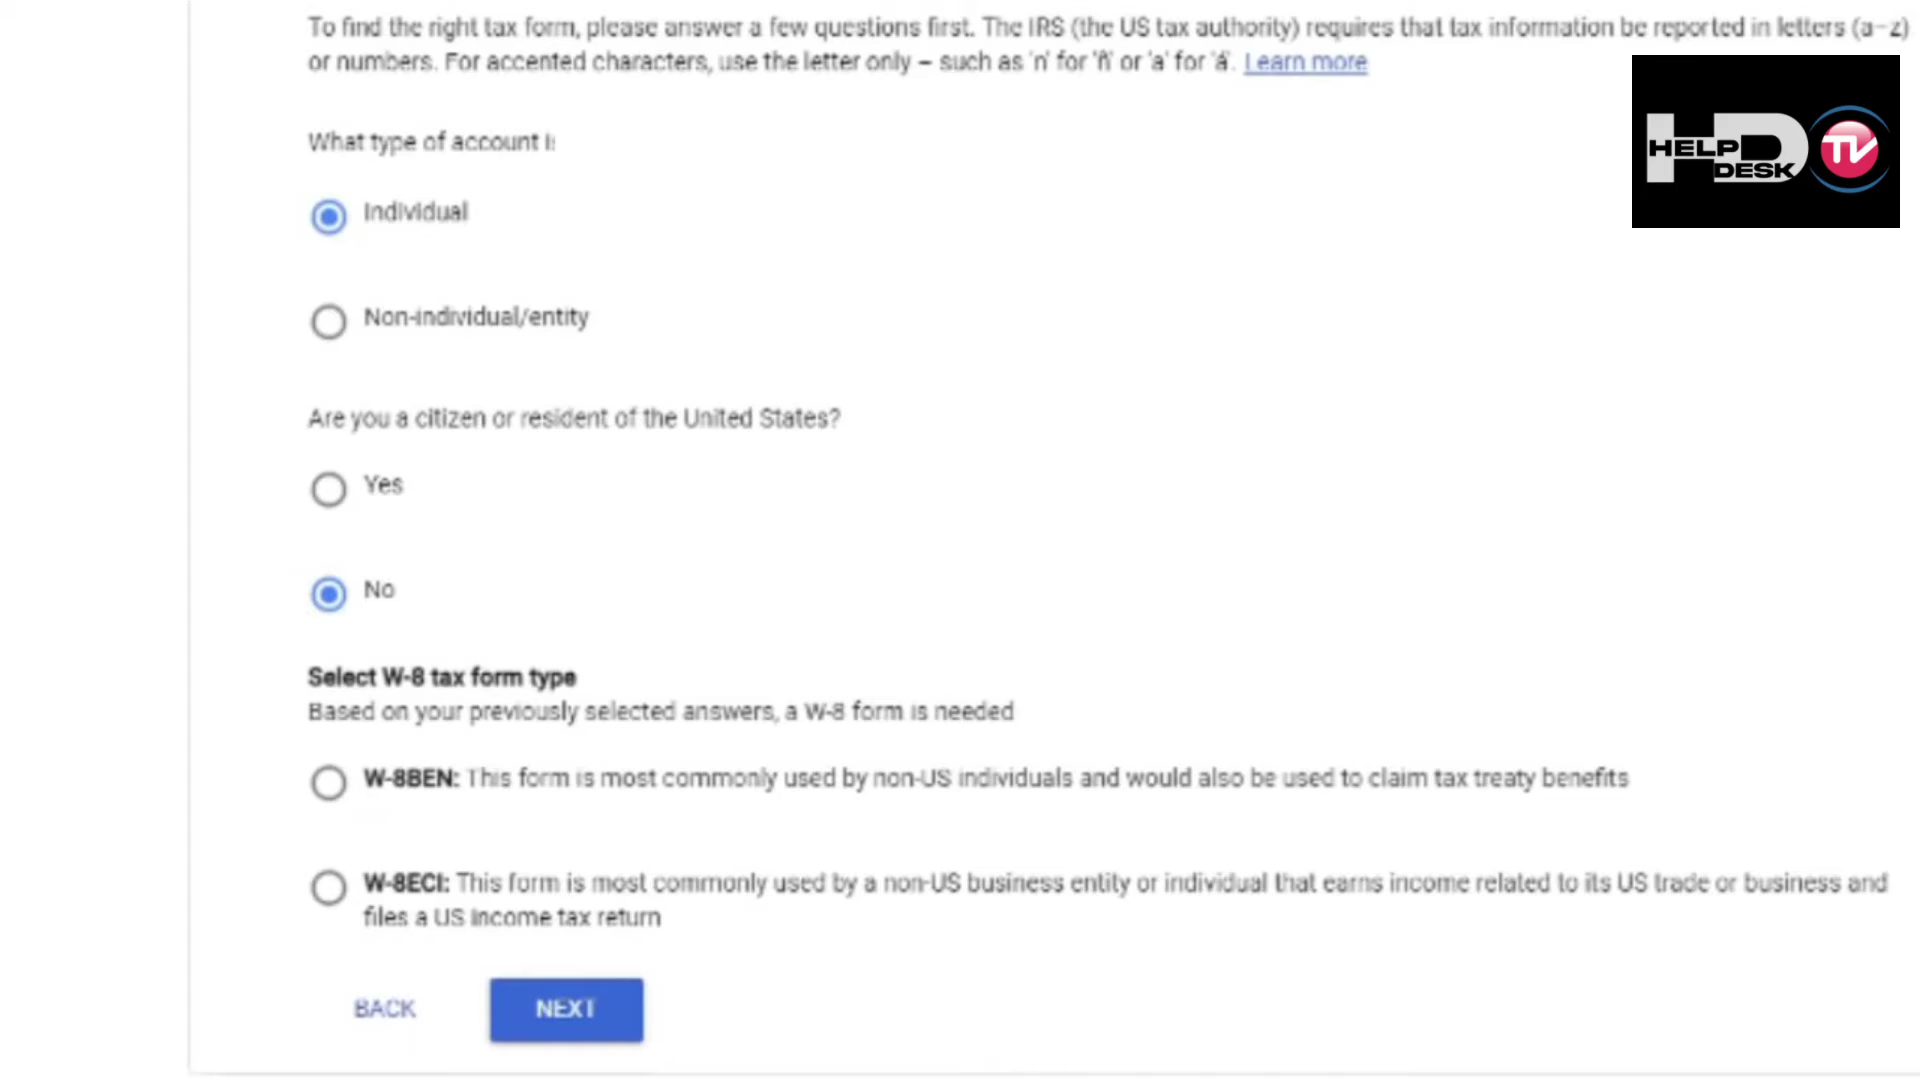 To find the right tax form, please answer a few questions first. The IRS (the US tax authority) requires that tax information be reported in letters (a–z)
or numbers. For accented characters, use the letter only – such as 'n' for 'ñ' or 'a' for 'á'. Learn more
HELP
DESK
TV
What type of account
Individual
Non-individual/entity
Are you a citizen or resident of the United States?
Yes
No
Select W-8 tax form type
Based on your previously selected answers, a W-8 form is needed
W-8BEN: This form is most commonly used by non-US individuals and would also be used to claim tax treaty benefits
W-8ECI: This form is most commonly used by a non-US business entity or individual that earns income related to its US trade or business and
files a US income tax return
BACK
NEXT